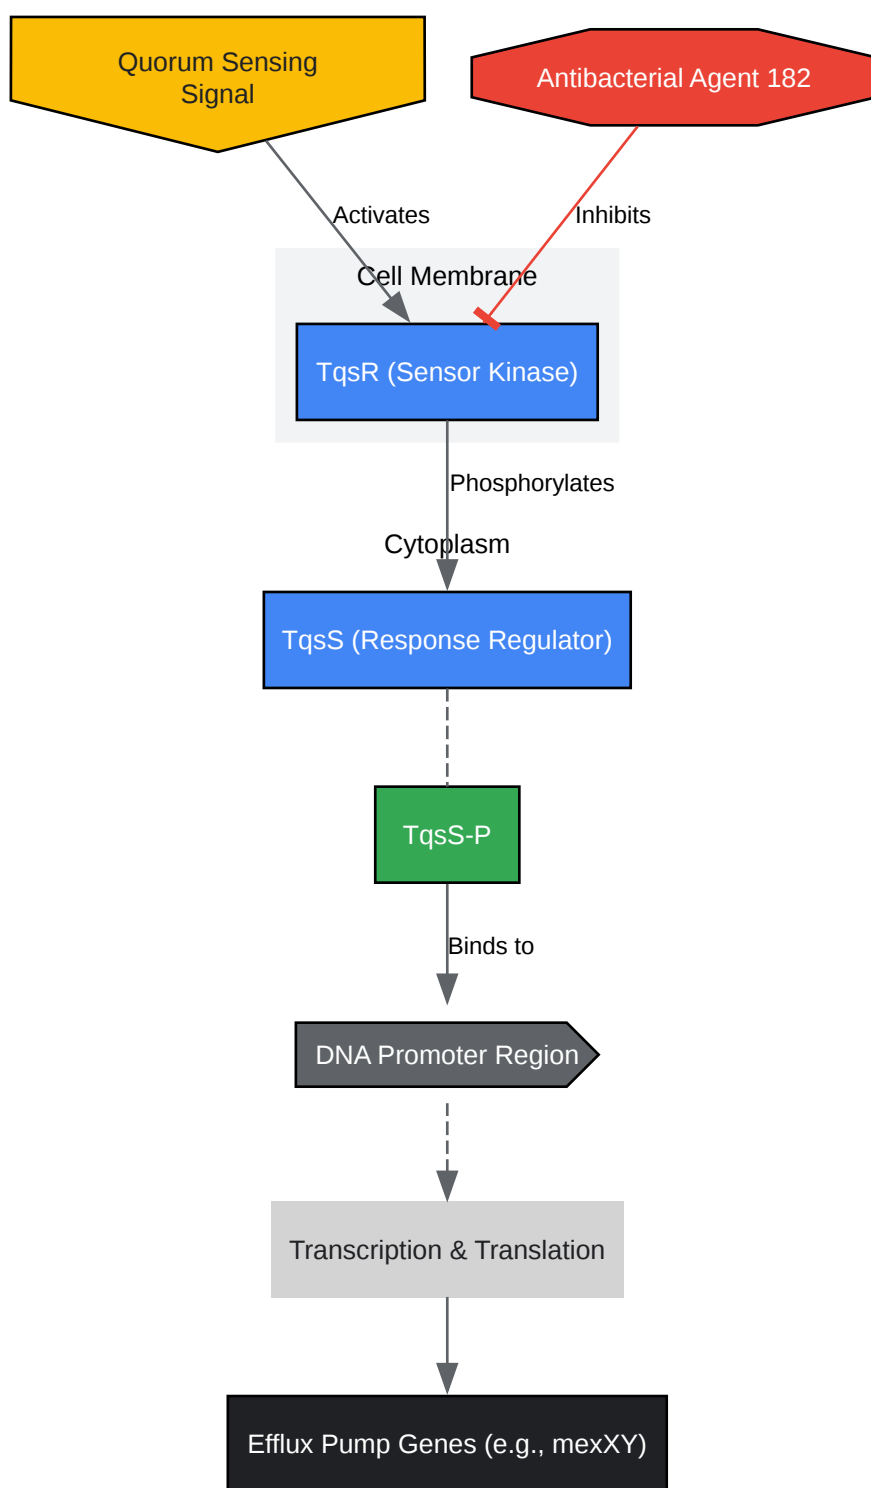 Quorum Sensing
Signal
Antibacterial Agent 182
Activates
Inhibits
Cell Membrane
TqsR (Sensor Kinase)
Phosphorylates
Cytoplasm
TqsS (Response Regulator)
TqsS-P
Binds to
DNA Promoter Region
Transcription & Translation
Efflux Pump Genes (e.g., mexXY)